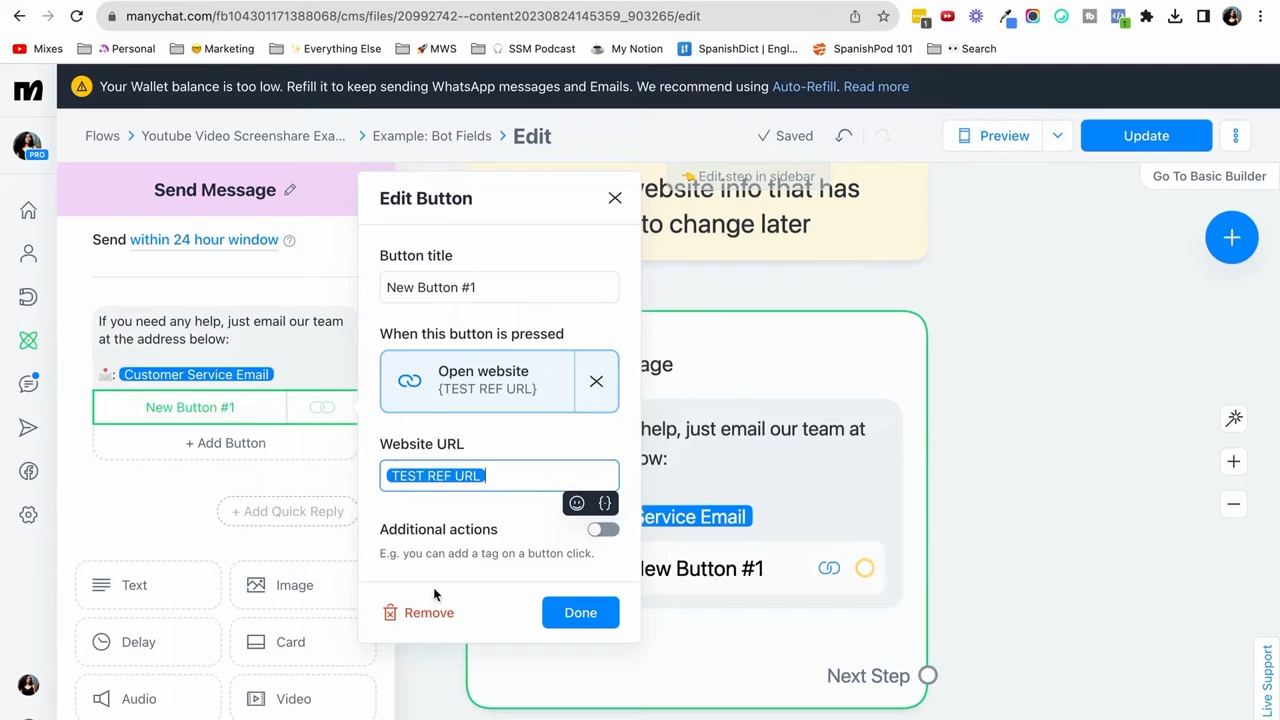 manychat.com/fb104301171388068/cms/files/20992742--content20230824145359_903265/edit
Mixes
Personal
Marketing
Everything Else
MWS
SSM Podcast
My Notion
SpanishDict | Engl...
SpanishPod 101
Search
Your Wallet balance is too low. Refill it to keep sending WhatsApp messages and Emails. We recommend using Auto-Refill. Read more
PRO
Flows > Youtube Video Screenshare Exa... > Example: Bot Fields > Edit
Saved
Preview
Update
Send Message
Edit step in sidebar
Go To Basic Builder
Send within 24 hour window
website info that has
to change later
If you need any help, just email our team
at the address below:
: Customer Service Email
New Button #1
+ Add Button
+ Add Quick Reply
Text
Image
Delay
Card
Audio
Video
Edit Button
Button title
New Button #1
When this button is pressed
Open website
{TEST REF URL}
Website URL
TEST REF URL
Additional actions
E.g. you can add a tag on a button click.
Remove
Done
help, just email our team at
Service Email
New Button #1
Next Step
Live Support